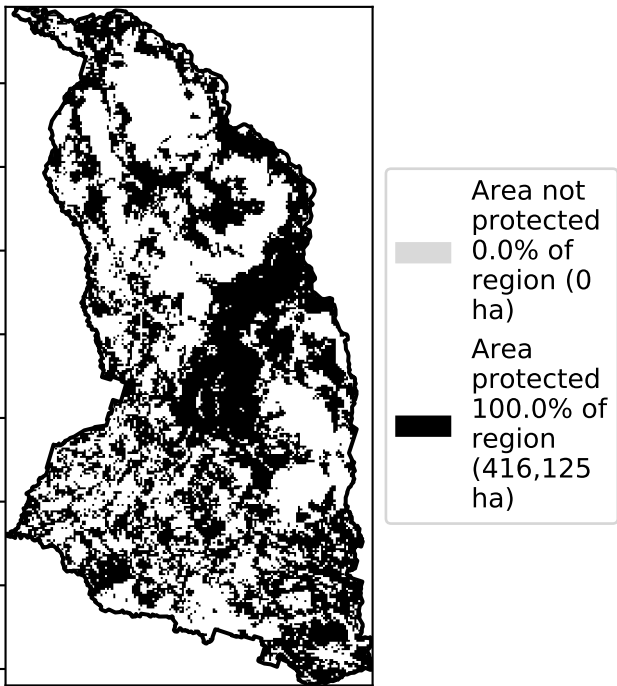 Area not
protected
0.0% of
region (0
ha)
Area
protected
100.0% of
region
(416,125
ha)